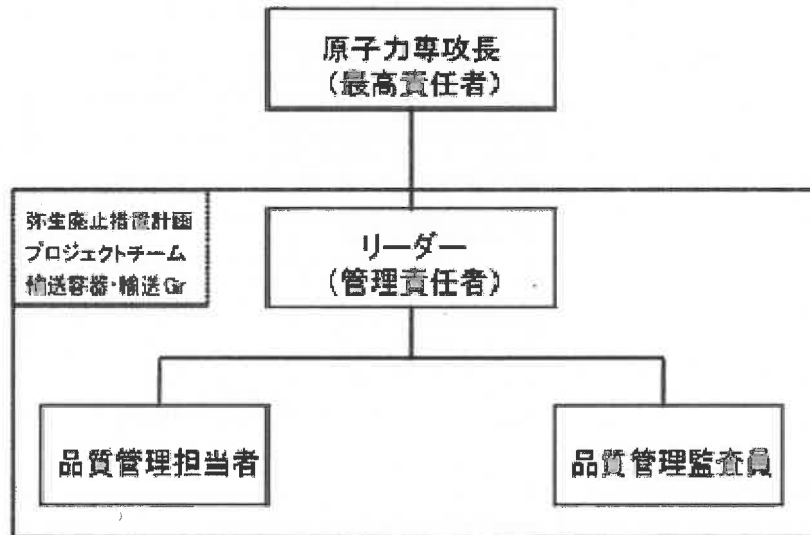 原子力専攻長
(最高責任者)
弥生廃止措置計画
プロジェクトチーム
輸送容器・輸送Gr
リーダー
(管理責任者)
品質管理担当者
品質管理監査員